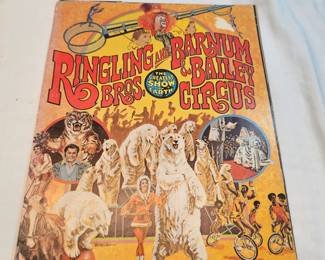 RINGLING AND BARNUM
BROS & BAILEY
THE
GREATEST
SHOW
ON
EARTH
CIRCUS